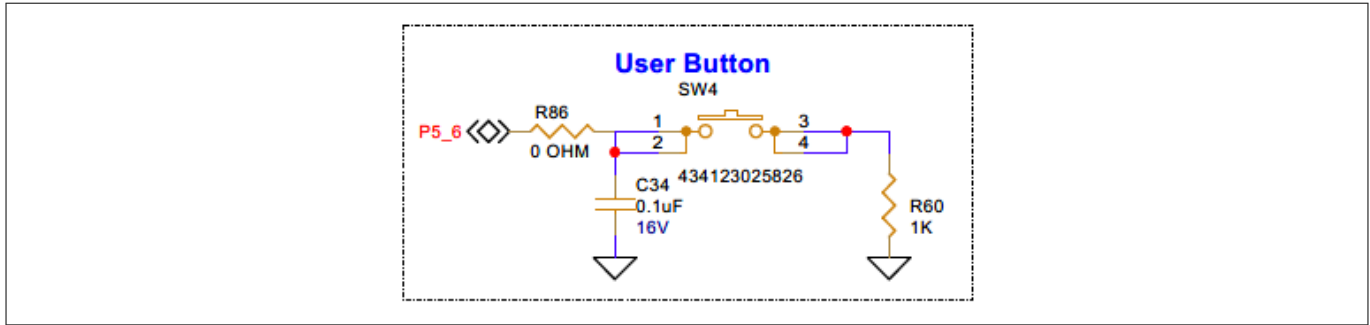 User Button
SW4
R86
P5_6
0 OHM
1
2
3
4
434123025826
C34
0.1uF
16V
R60
1K